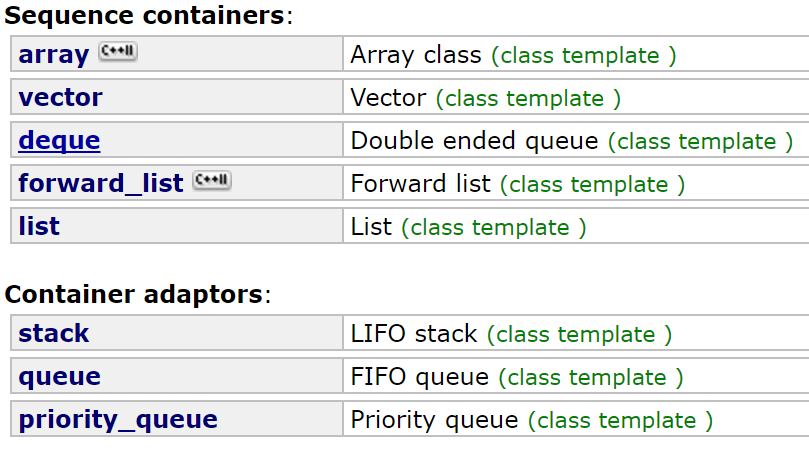 Sequence containers:
array C++11 Array class (class template )
vector Vector (class template )
deque Double ended queue (class template )
forward_list C++11 Forward list (class template )
list List (class template )
Container adaptors:
stack LIFO stack (class template )
queue FIFO queue (class template )
priority_queue Priority queue (class template )